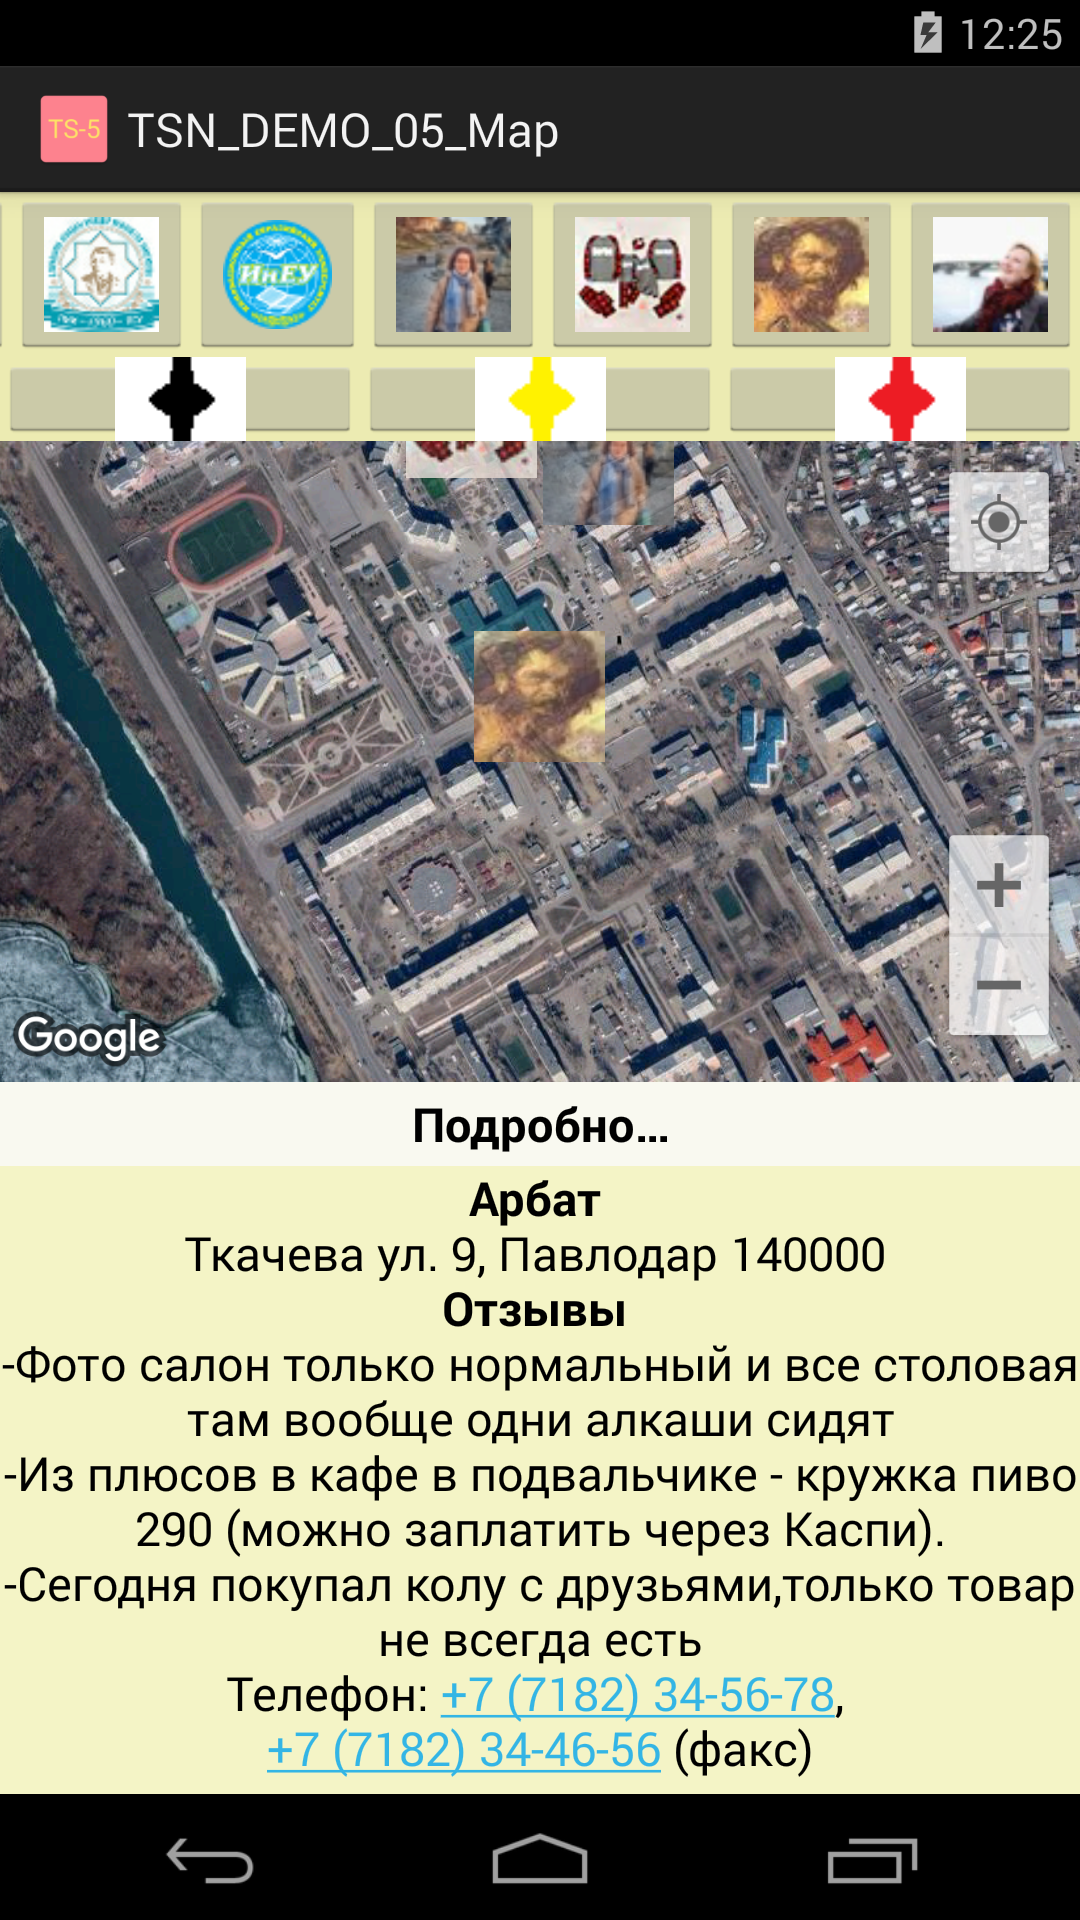 12:25
TS-5 TSN_DEMO_05_Map
ИнЕУ
Google
Подробно...
Арбат
Ткачева ул. 9, Павлодар 140000
Отзывы
-Фото салон только нормальный и все столовая
там вообще одни алкаши сидят
-Из плюсов в кафе в подвальчике - кружка пиво
290 (можно заплатить через Каспи).
-Сегодня покупал колу с друзьями,только товар
не всегда есть
Телефон: +7 (7182) 34-56-78,
+7 (7182) 34-46-56 (факс)